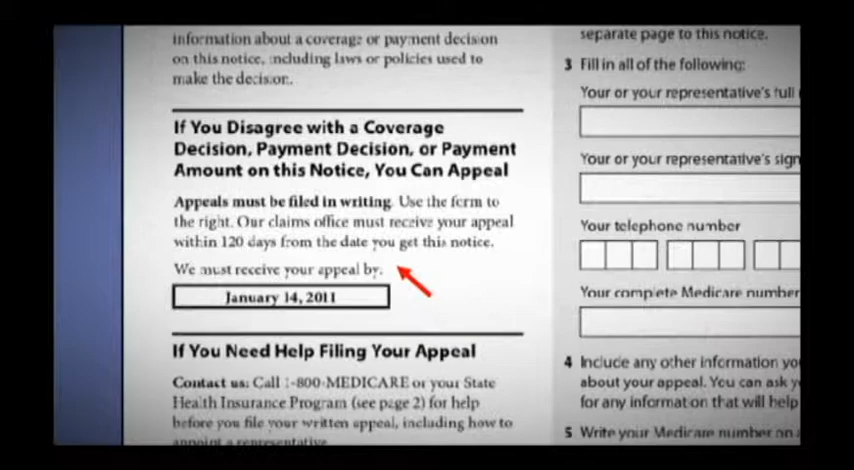 information about a coverage or payment decision
on this notice, including laws or policies used to
make the decision.
If You Disagree with a Coverage
Decision, Payment Decision, or Payment
Amount on this Notice, You Can Appeal
Appeals must be filed in writing. Use the form to
the right. Our claims office must receive your appeal
within 120 days from the date you get this notice.
We must receive your appeal by:
January 14, 2011
If You Need Help Filing Your Appeal
Contact us: Call 1-800-MEDICARE or your State
Health Insurance Program (see page 2) for help
before you file your written appeal, including how to
appoint a representative.
separate page to this notice.
3 Fill in all of the following:
Your or your representative's full
Your or your representative's sign
Your telephone number
Your complete Medicare number
4 Include any other information yo
about your appeal. You can ask y
for any information that will help
5 Write your Medicare number on a